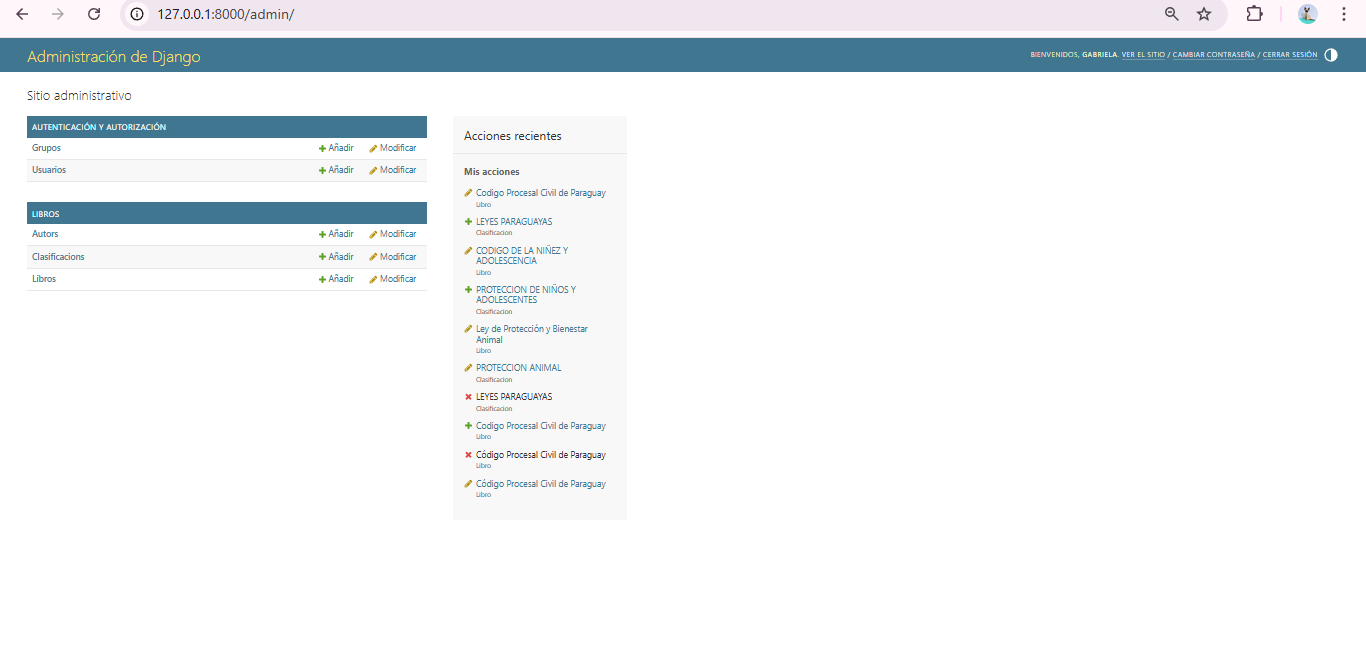 127.0.0.1:8000/admin/
Administración de Django
BIENVENIDOS, GABRIELA. VER EL SITIO / CAMBIAR CONTRASEÑA / CERRAR SESIÓN
Sitio administrativo
AUTENTICACIÓN Y AUTORIZACIÓN
Grupos Añadir Modificar
Usuarios Añadir Modificar
LIBROS
Autors Añadir Modificar
Clasificacions Añadir Modificar
Libros Añadir Modificar
Acciones recientes
Mis acciones
Codigo Procesal Civil de Paraguay
Libro
LEYES PARAGUAYAS
Clasificacion
CODIGO DE LA NIÑEZ Y
ADOLESCENCIA
Libro
PROTECCION DE NIÑOS Y
ADOLESCENTES
Clasificacion
Ley de Protección y Bienestar
Animal
Libro
PROTECCION ANIMAL
Clasificacion
LEYES PARAGUAYAS
Clasificacion
Codigo Procesal Civil de Paraguay
Libro
Código Procesal Civil de Paraguay
Libro
Código Procesal Civil de Paraguay
Libro